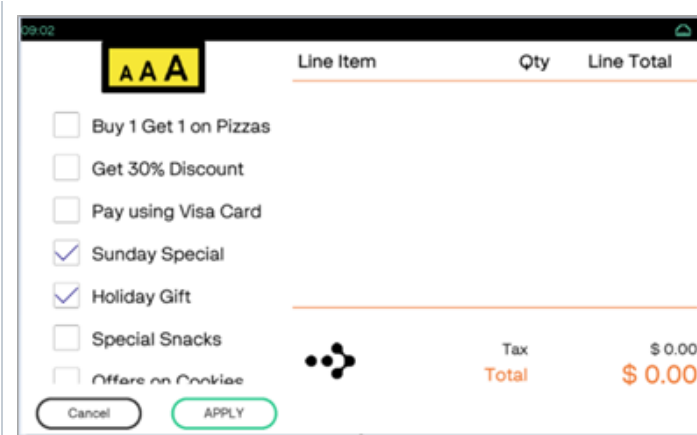 09:02
A A A
Line Item Qty Line Total
Buy 1 Get 1 on Pizzas
Get 30% Discount
Pay using Visa Card
Sunday Special
Holiday Gift
Special Snacks
Offers on Cookies
Tax $ 0.00
Total $ 0.00
Cancel APPLY